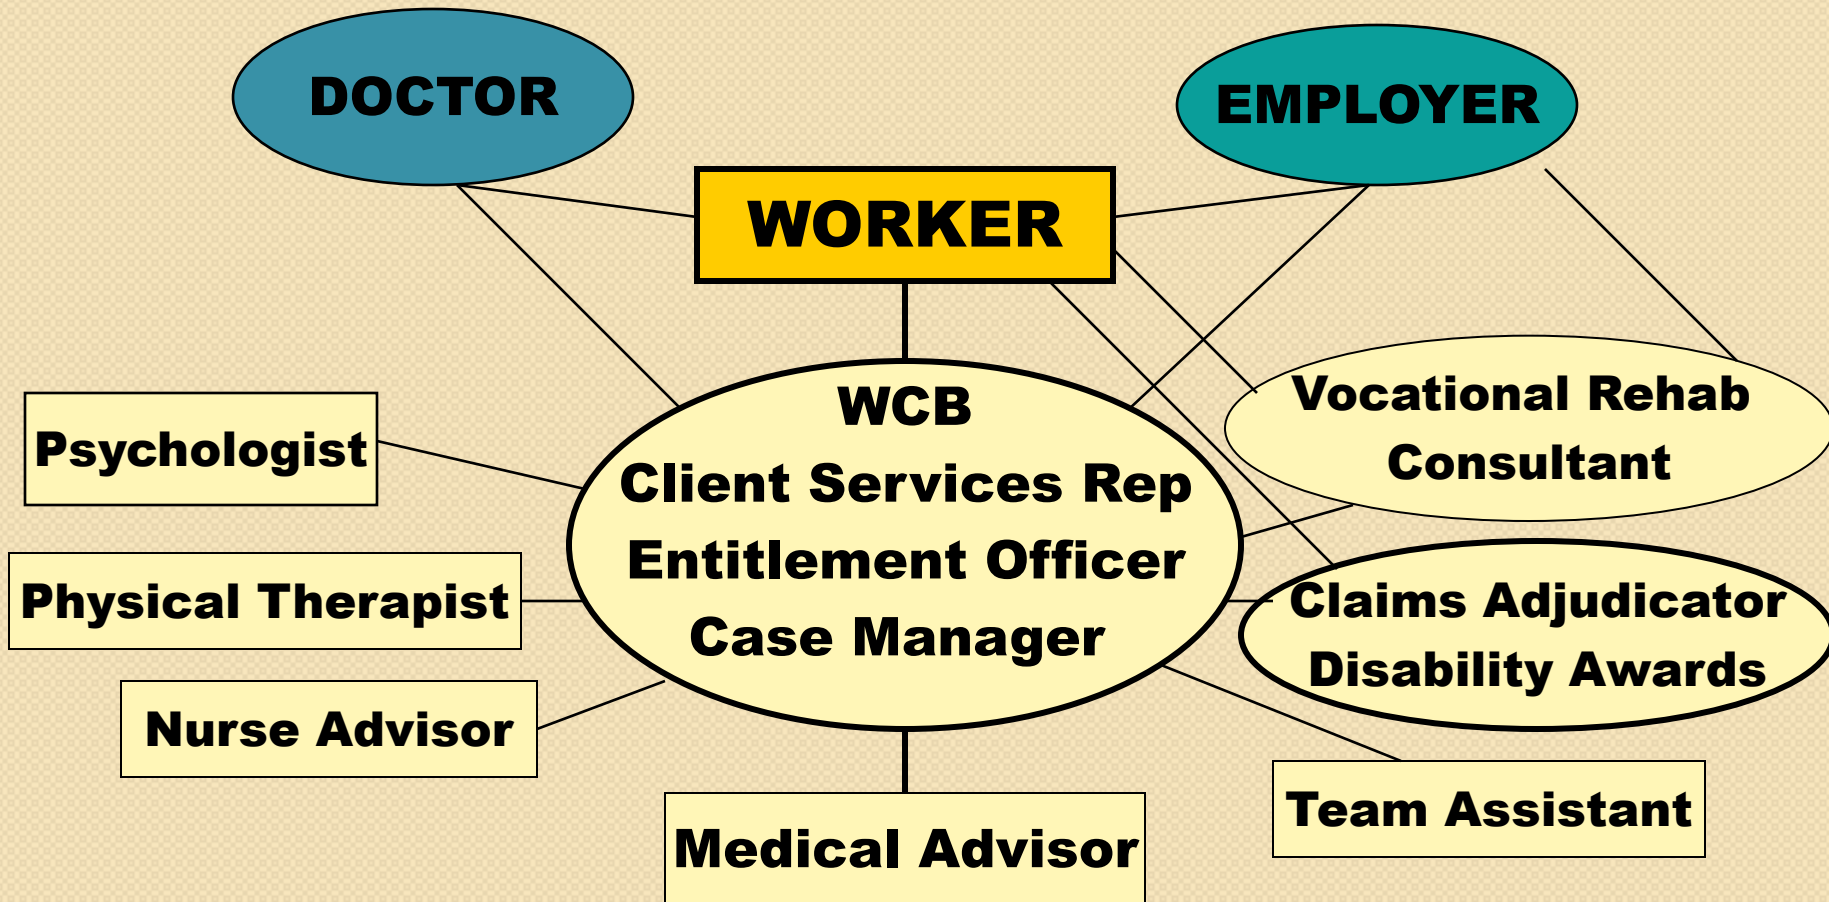 DOCTOR
EMPLOYER
WORKER
WCB
Client Services Rep
Entitlement Officer
Case Manager
Vocational Rehab
Consultant
Psychologist
Physical Therapist
Claims Adjudicator
Disability Awards
Nurse Advisor
Team Assistant
Medical Advisor